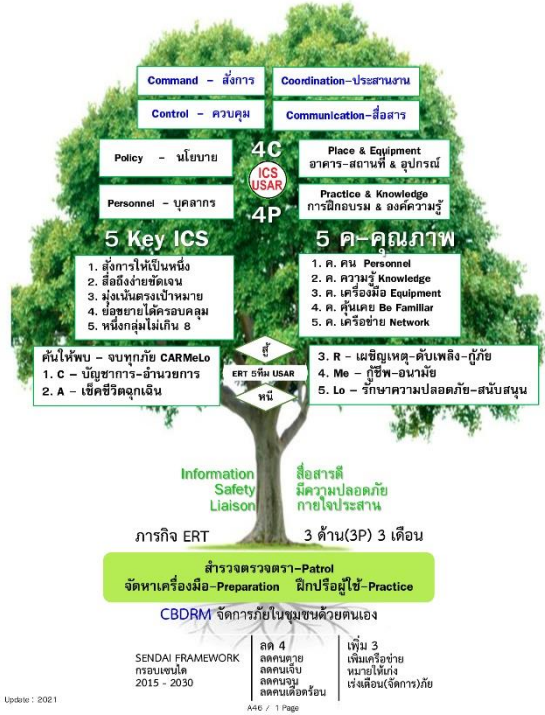 Command – สั่งการ
Coordination–ประสานงาน
Control – ควบคุม
Communication–สื่อสาร
Policy – นโยบาย
4C
Place & Equipment
อาคาร-สถานที่ & อุปกรณ์
ICS
USAR
Personnel – บุคลากร
4P
Practice & Knowledge
การฝึกอบรม & องค์ความรู้
5 Key ICS
1. สั่งการให้เป็นหนึ่ง
2. สื่อถึงง่ายชัดเจน
3. มุ่งเน้นตรงเป้าหมาย
4. ย่อขยายได้ครอบคลุม
5. หนึ่งกลุ่มไม่เกิน 8
5 ค-คุณภาพ
1. ค. คน Personnel
2. ค. ความรู้ Knowledge
3. ค. เครื่องมือ Equipment
4. ค. คุ้นเคย Be Familiar
5. ค. เครือข่าย Network
ค้นให้พบ – จบทุกภัย CARMeLo
1. C – บัญชาการ-อำนวยการ
2. A – เช็คชีวิตฉุกเฉิน
สู้
ERT 5ทีม USAR
หนี
3. R – เผชิญเหตุ-ดับเพลิง-กู้ภัย
4. Me – กู้ชีพ-อนามัย
5. Lo – รักษาความปลอดภัย-สนับสนุน
Information สื่อสารดี
Safety มีความปลอดภัย
Liaison กายใจประสาน
ภารกิจ ERT 3 ด้าน(3P) 3 เดือน
สำรวจตรวจตรา–Patrol
จัดหาเครื่องมือ–Preparation ฝึกปรือผู้ใช้–Practice
CBDRM จัดการภัยในชุมชนด้วยตนเอง
SENDAI FRAMEWORK
กรอบเซนได
2015 - 2030
ลด 4
ลดคนตาย
ลดคนเจ็บ
ลดคนจน
ลดคนเดือดร้อน
เพิ่ม 3
เพิ่มเครือข่าย
หมายให้เก่ง
เร่งเตือน(จัดการ)ภัย
Update : 2021
A46 / 1 Page